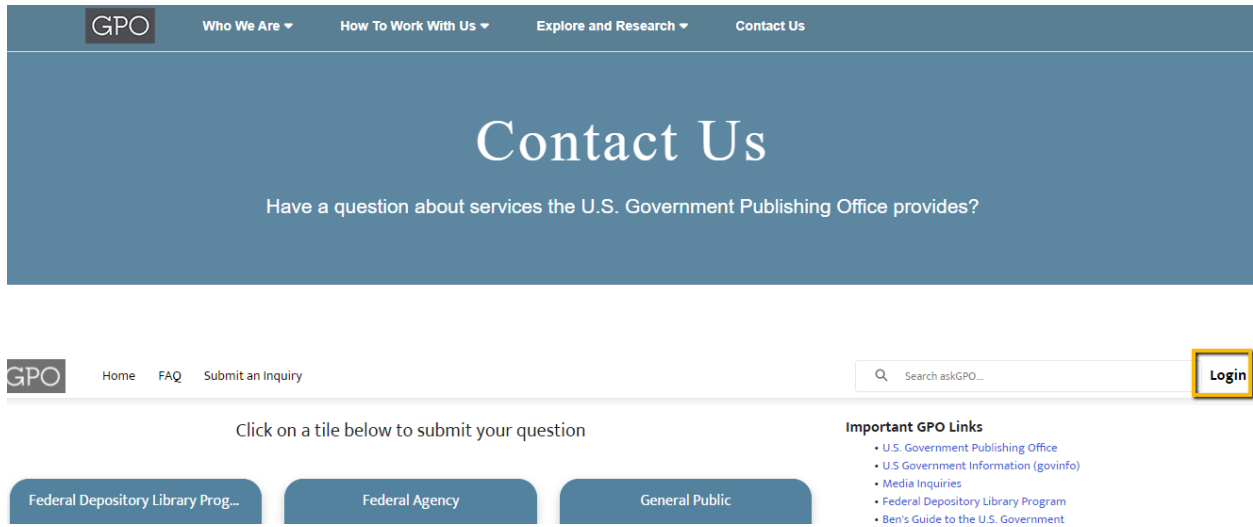 GPO Who We Are How To Work With Us Explore and Research Contact Us
Contact Us
Have a question about services the U.S. Government Publishing Office provides?
GPO Home FAQ Submit an Inquiry Search askGPO... Login
Click on a tile below to submit your question
Federal Depository Library Prog...
Federal Agency
General Public
Important GPO Links
• U.S. Government Publishing Office
• U.S Government Information (govinfo)
• Media Inquiries
• Federal Depository Library Program
• Ben's Guide to the U.S. Government